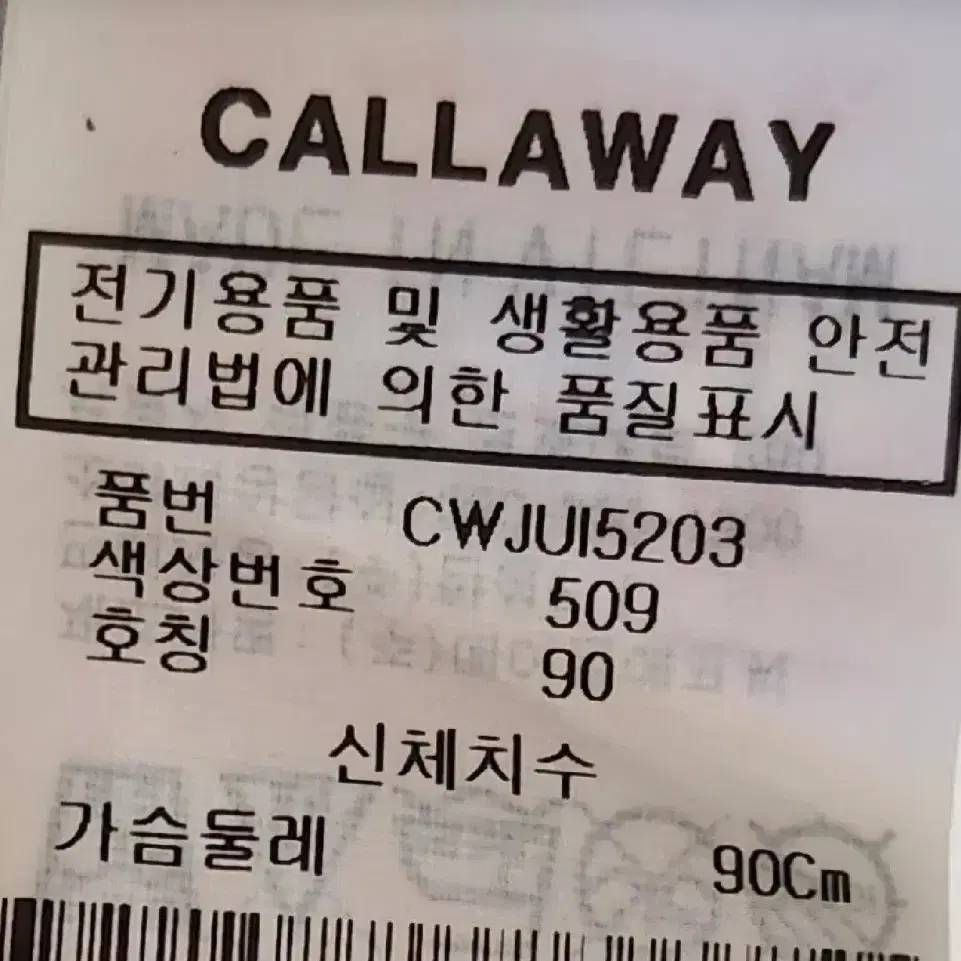 CALLAWAY
전기용품 및 생활용품 안전
관리법에 의한 품질표시
품번 CWJUI5203
색상번호 509
호칭 90
신체치수
가슴둘레 90Cm